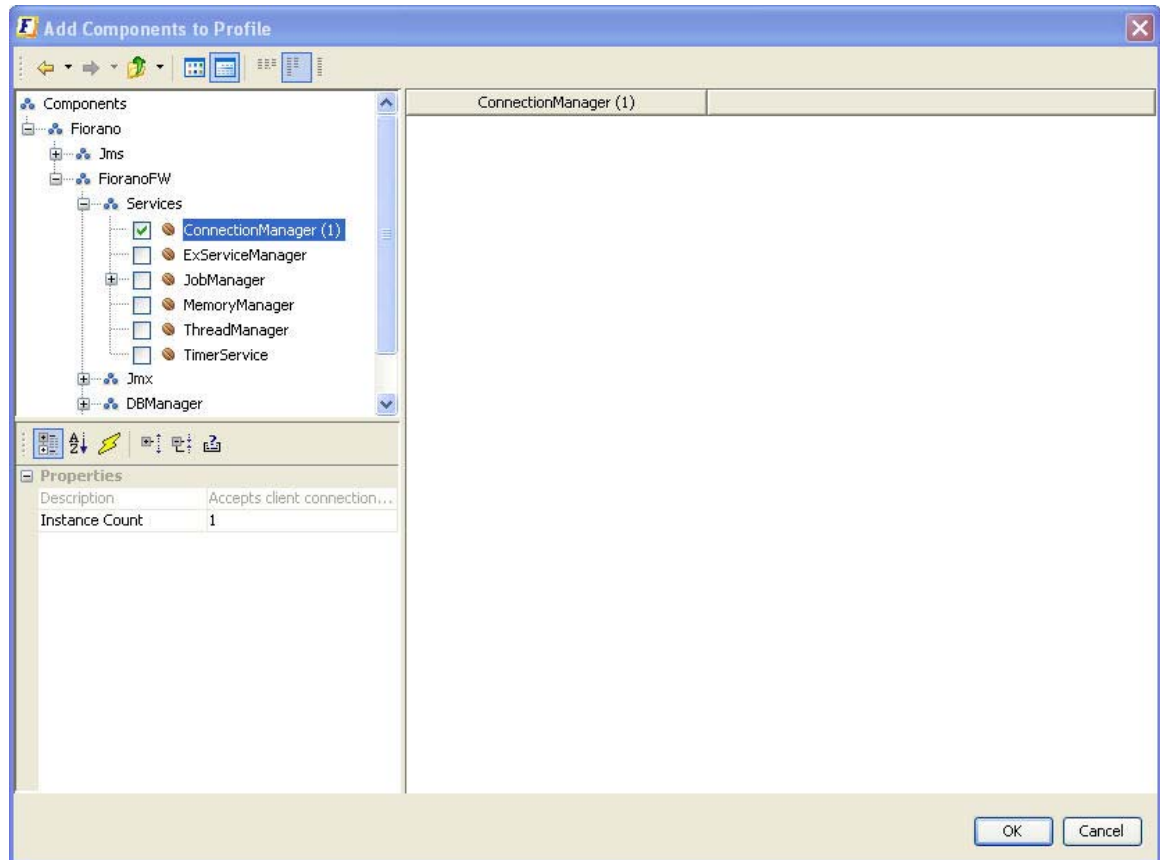 Add Components to Profile
Components
Fiorano
Jms
FioranoFW
Services
ConnectionManager (1)
ExServiceManager
JobManager
MemoryManager
ThreadManager
TimerService
Jmx
DBManager
ConnectionManager (1)
Properties
Description Accepts client connection...
Instance Count 1
OK Cancel